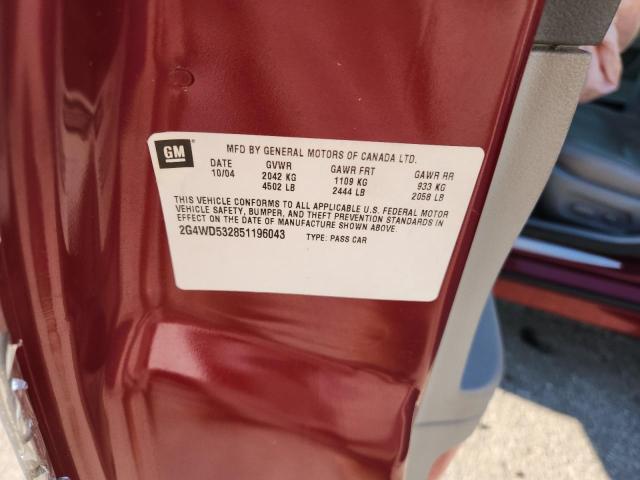 GM
MFD BY GENERAL MOTORS OF CANADA LTD.
DATE GVWR GAWR FRT GAWR RR
10/04 2042 KG 1109 KG 933 KG
4502 LB 2444 LB 2058 LB
THIS VEHICLE CONFORMS TO ALL APPLICABLE U.S. FEDERAL MOTOR
VEHICLE SAFETY, BUMPER, AND THEFT PREVENTION STANDARDS IN
EFFECT ON THE DATE OF MANUFACTURE SHOWN ABOVE.
2G4WD532851196043 TYPE: PASS CAR